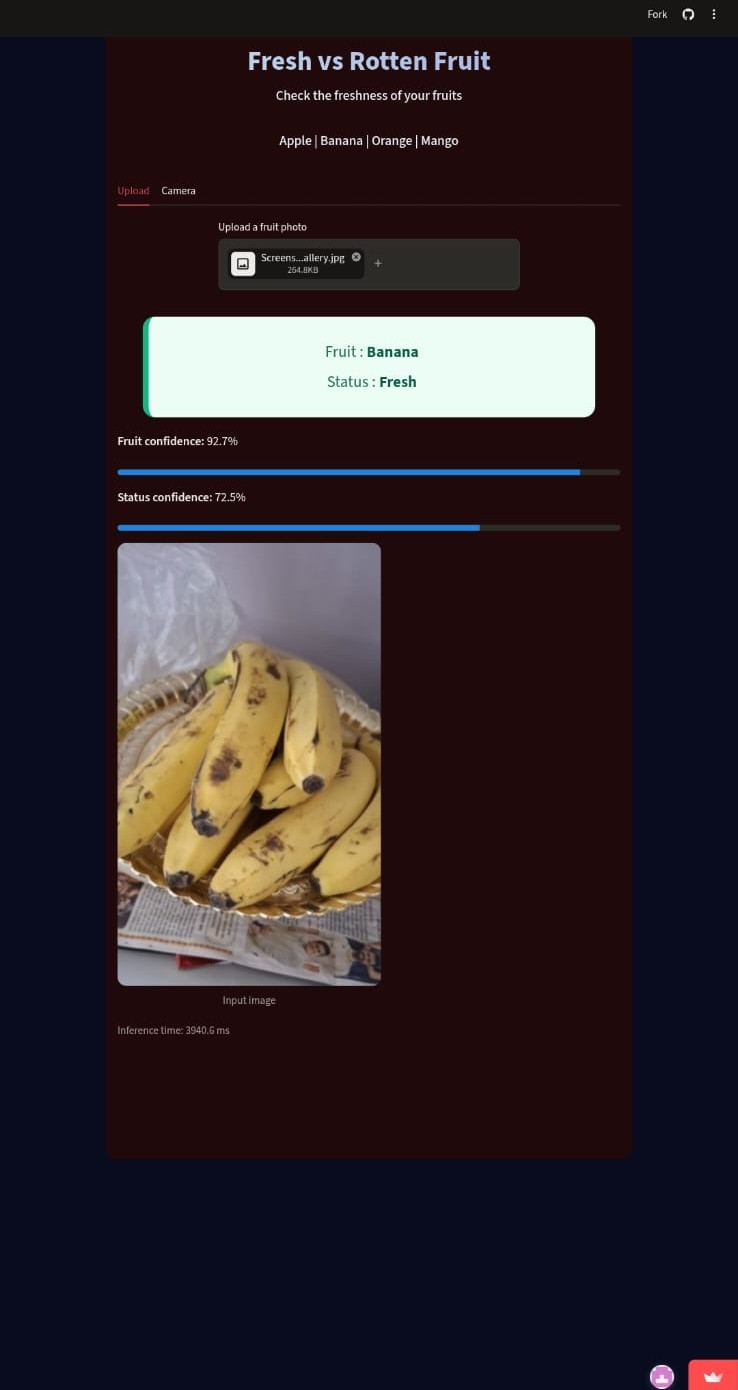 Fork
Fresh vs Rotten Fruit
Check the freshness of your fruits
Apple | Banana | Orange | Mango
Upload Camera
Upload a fruit photo
Screens...allery.jpg
264.8KB
Fruit : Banana
Status : Fresh
Fruit confidence: 92.7%
Status confidence: 72.5%
Input image
Inference time: 3940.6 ms